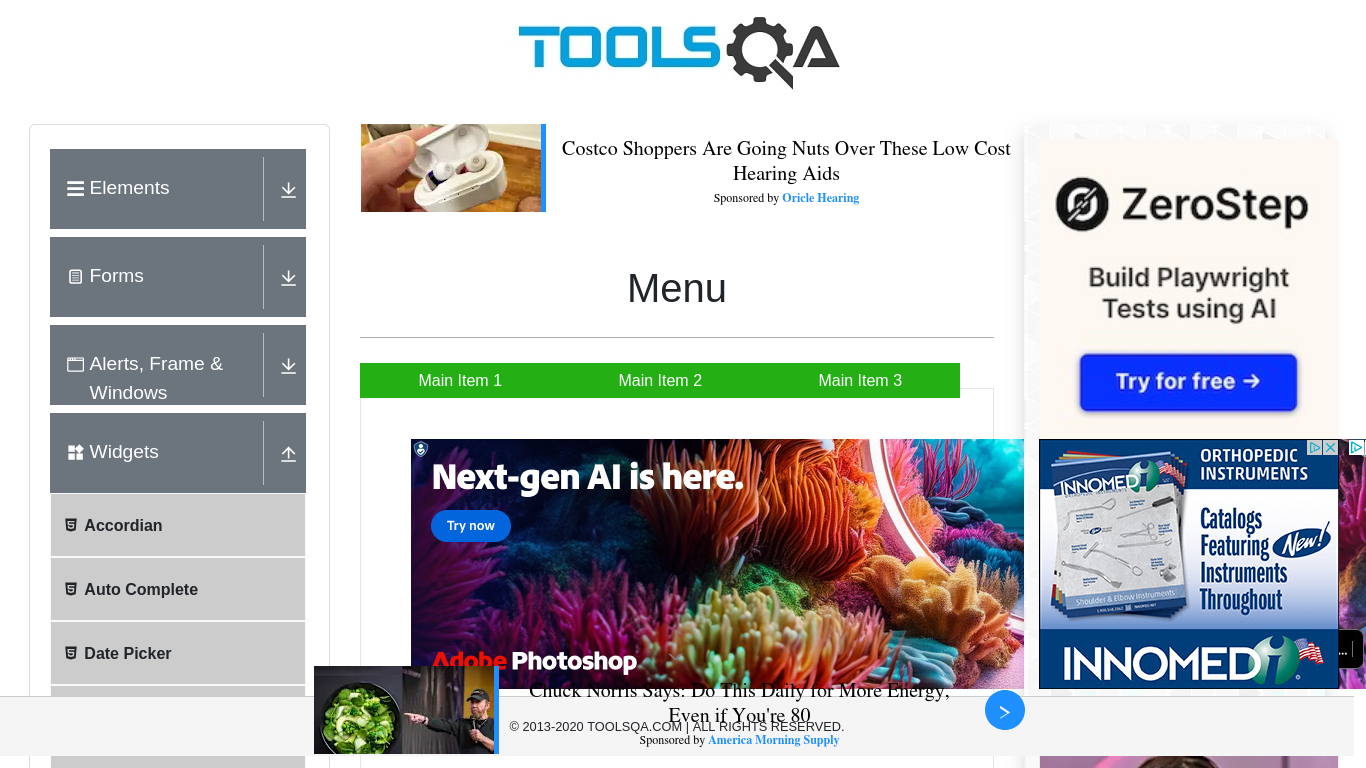 TOOLSQA
Elements
Forms
Alerts, Frame &
Windows
Widgets
Accordian
Auto Complete
Date Picker
Costco Shoppers Are Going Nuts Over These Low Cost
Hearing Aids
Sponsored by Oricle Hearing
Menu
Main Item 1
Main Item 2
Main Item 3
Next-gen AI is here.
Try now
Adobe Photoshop
ZeroStep
Build Playwright
Tests using AI
Try for free →
ORTHOPEDIC
INSTRUMENTS
INNOMED
Catalogs
Featuring New!
Instruments
Throughout
Shoulder & Elbow Instruments
INNOMED
...
Chuck Norris Says: Do This Daily for More Energy,
Even if You're 80
© 2013-2020 TOOLSQA.COM | ALL RIGHTS RESERVED.
Sponsored by America Morning Supply